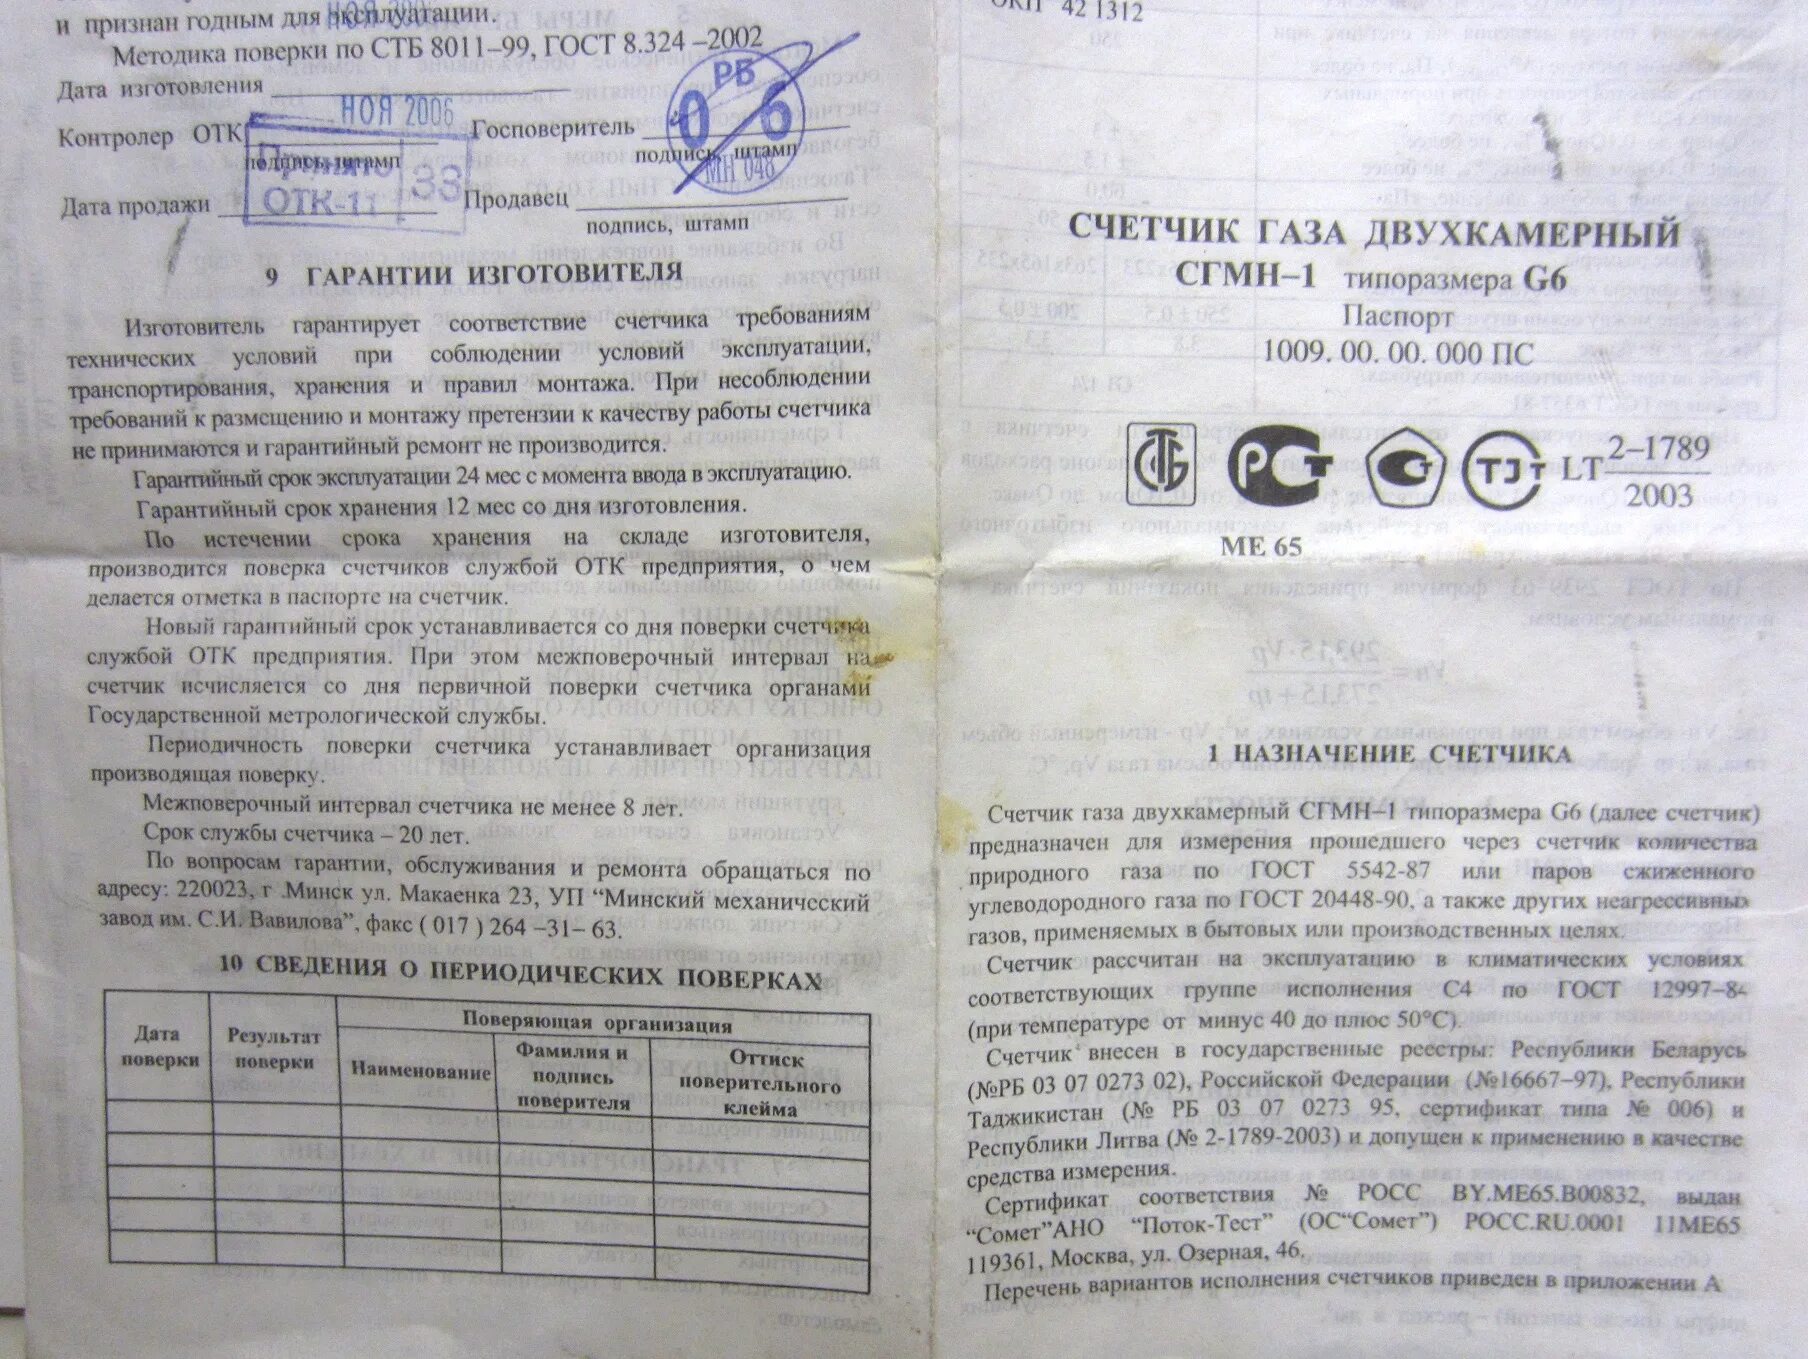 и признан годным для эксплуатации.
Методика поверки по СТБ 8011–99, ГОСТ 8.324 –2002
Дата изготовления
НОЯ 2006
Контролер ОТК
подпись, штамп
Принято
ОТК-11
33
Госповеритель
подпись, штамп
РБ
06
МН 048
Дата продажи
Продавец
подпись, штамп
9 ГАРАНТИИ ИЗГОТОВИТЕЛЯ
Изготовитель гарантирует соответствие счетчика требованиям
технических условий при соблюдении условий эксплуатации,
транспортирования, хранения и правил монтажа. При несоблюдении
требований к размещению и монтажу претензии к качеству работы счетчика
не принимаются и гарантийный ремонт не производится.
Гарантийный срок эксплуатации 24 мес с момента ввода в эксплуатацию.
Гарантийный срок хранения 12 мес со дня изготовления.
По истечении срока хранения на складе изготовителя,
производится поверка счетчиков службой ОТК предприятия, о чем
делается отметка в паспорте на счетчик.
Новый гарантийный срок устанавливается со дня поверки счетчика
службой ОТК предприятия. При этом межповерочный интервал на
счетчик исчисляется со дня первичной поверки счетчика органами
Государственной метрологической службы.
Периодичность поверки счетчика устанавливает организация
производящая поверку.
Межповерочный интервал счетчика не менее 8 лет.
Срок службы счетчика – 20 лет.
По вопросам гарантии, обслуживания и ремонта обращаться по
адресу: 220023, г .Минск ул. Макаенка 23, УП “Минский механический
завод им. С.И. Вавилова”, факс ( 017 ) 264 –31– 63.
10 СВЕДЕНИЯ О ПЕРИОДИЧЕСКИХ ПОВЕРКАХ
Дата поверки
Результат поверки
Поверяющая организация
Наименование
Фамилия и подпись поверителя
Оттиск поверительного клейма
ОКП 42 1312
СЧЕТЧИК ГАЗА ДВУХКАМЕРНЫЙ
СГМН–1 типоразмера G6
Паспорт
1009. 00. 00. 000 ПС
СТБ
РСТ
ТJТ
LT 2–1789
2003
МЕ 65
1 НАЗНАЧЕНИЕ СЧЕТЧИКА
Счетчик газа двухкамерный СГМН–1 типоразмера G6 (далее счетчик)
предназначен для измерения прошедшего через счетчик количества
природного газа по ГОСТ 5542-87 или паров сжиженного
углеводородного газа по ГОСТ 20448-90, а также других неагрессивны
газов, применяемых в бытовых или производственных целях.
Счетчик рассчитан на эксплуатацию в климатических условиях
соответствующих группе исполнения С4 по ГОСТ 12997–8
(при температуре от минус 40 до плюс 50°С).
Счетчик внесен в государственные реестры: Республики Беларусь
(№РБ 03 07 0273 02), Российской Федерации (№16667–97), Республики
Таджикистан (№ РБ 03 07 0273 95, сертификат типа № 006) и
Республики Литва (№ 2-1789-2003) и допущен к применению в качестве
средства измерения.
Сертификат соответствия № РОСС BY.ME65.B00832, выдан
“Сомет”АНО “Поток-Тест” (ОС“Сомет”) РОСС.RU.0001 11МЕ65
119361, Москва, ул. Озерная, 46.
Перечень вариантов исполнения счетчиков приведен в приложении А